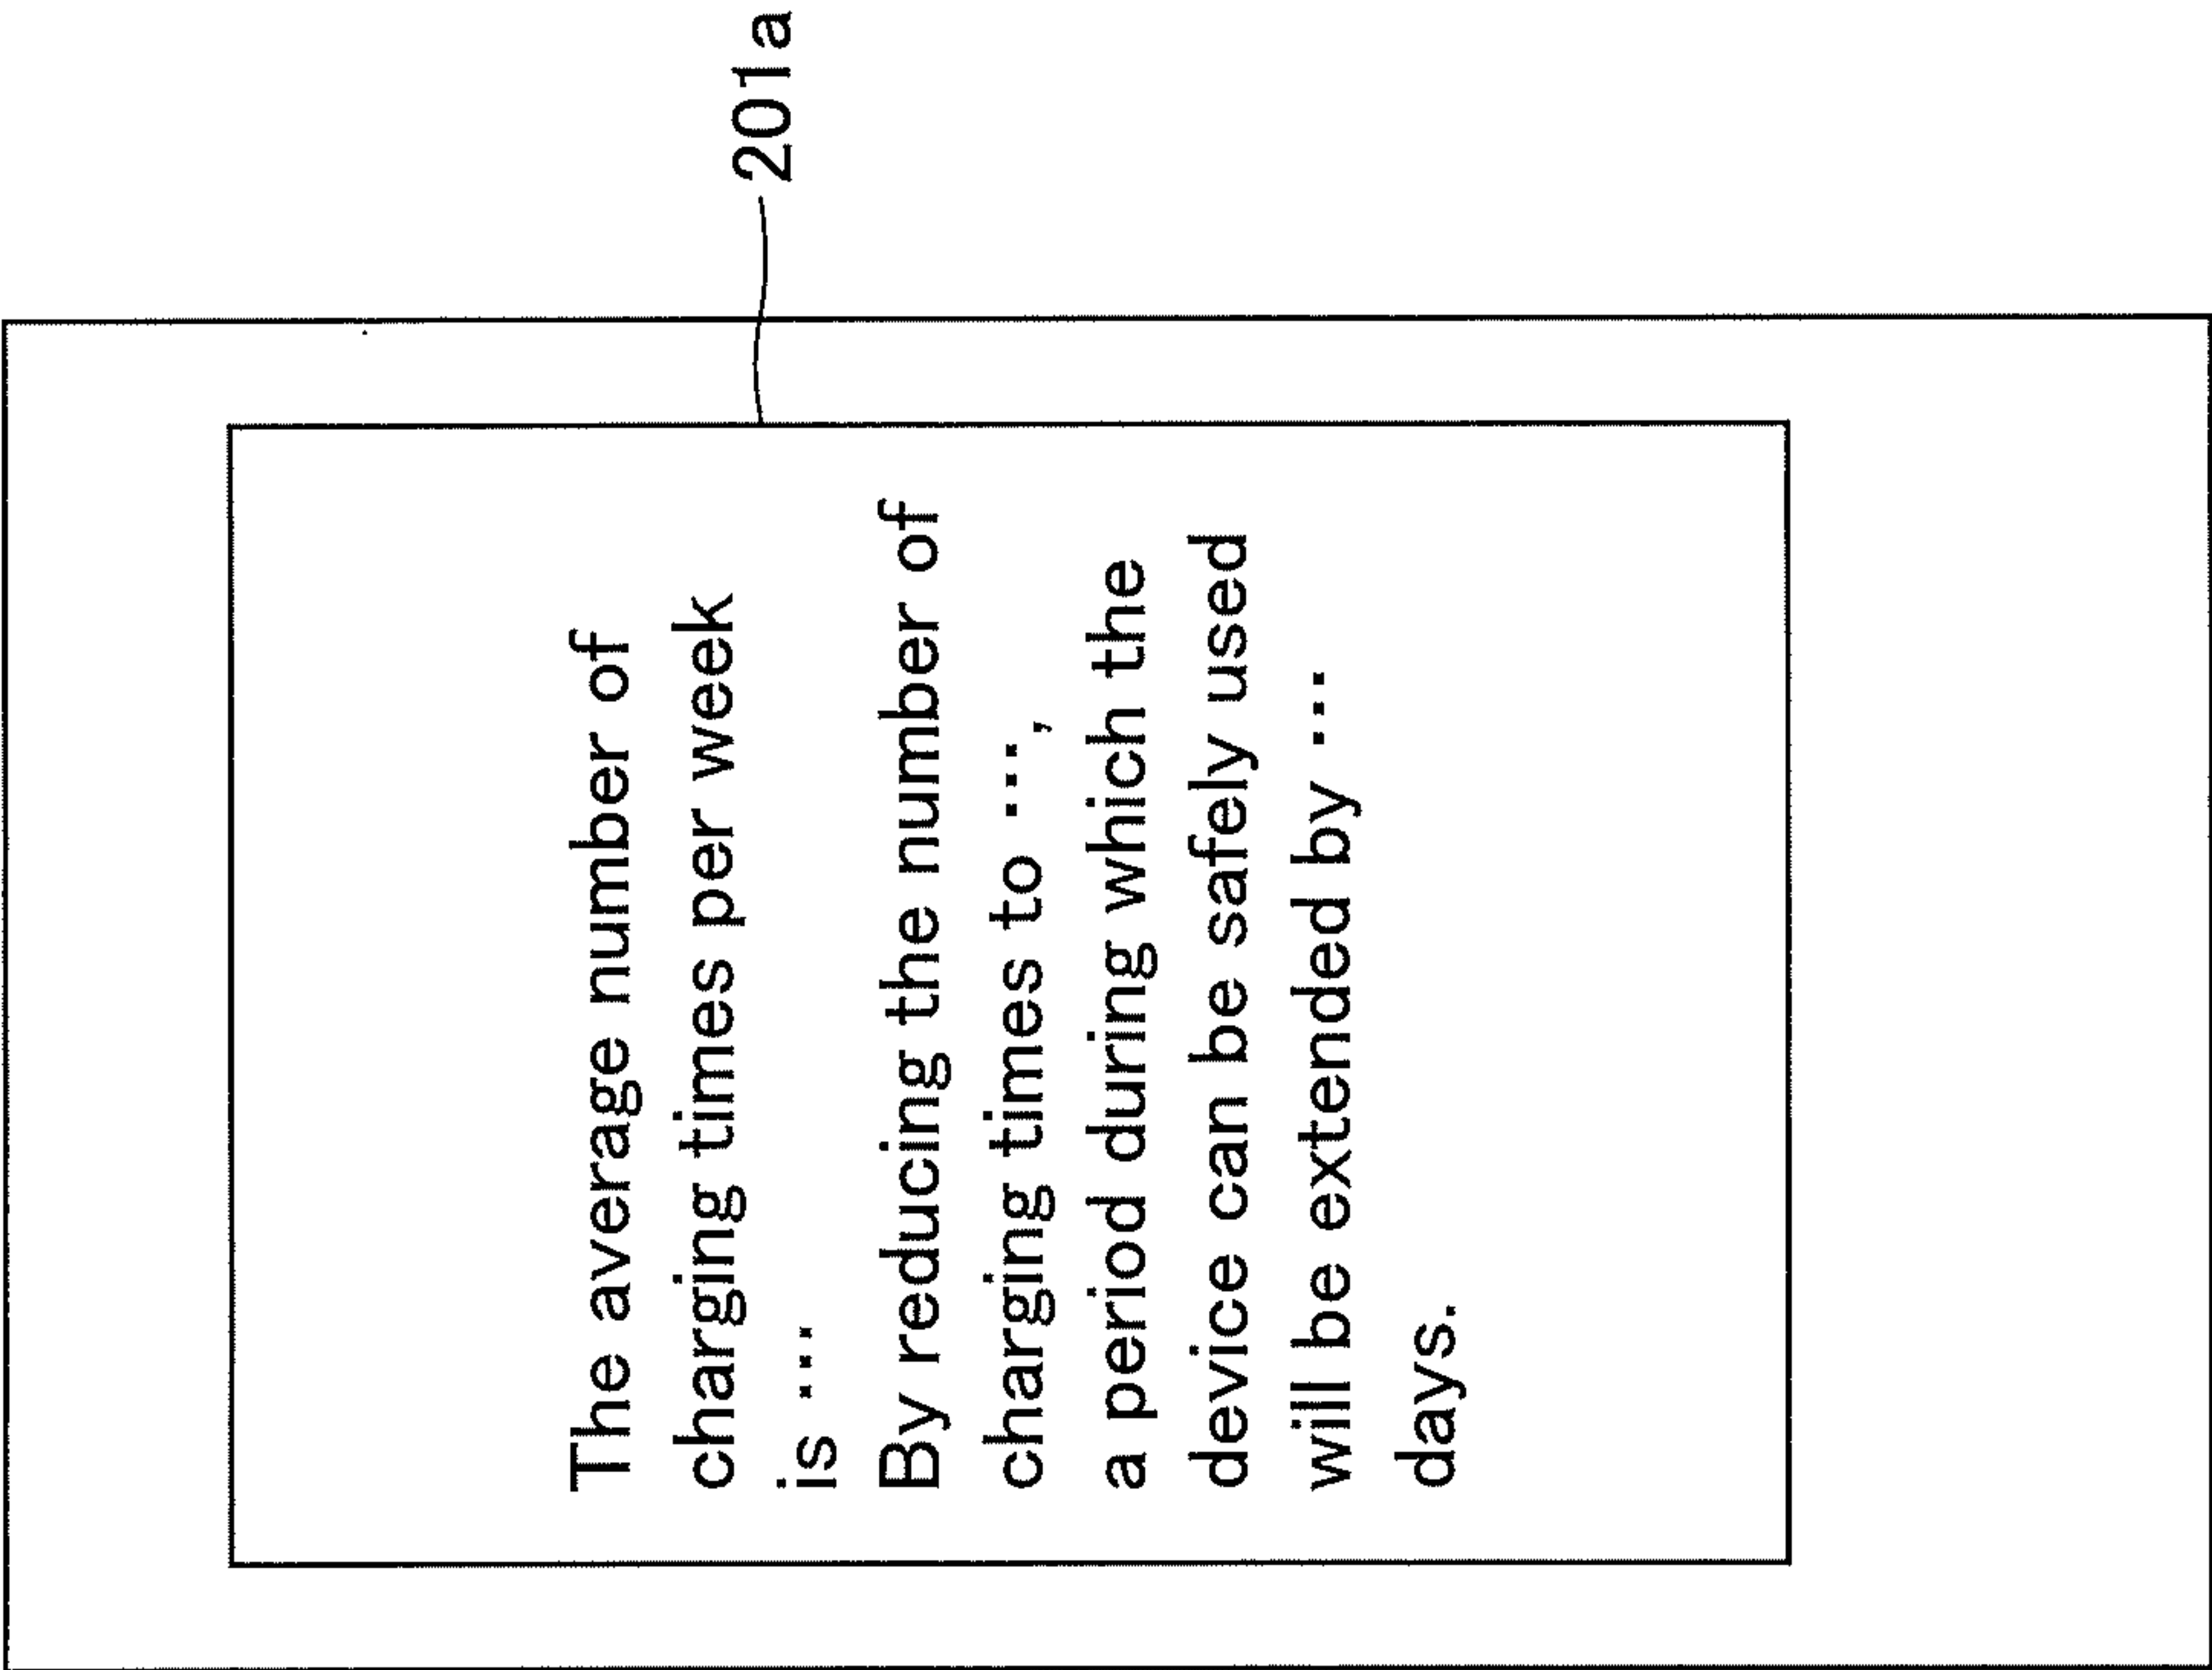 201a
The average number of
charging times per week
is ---
By reducing the number of
charging times to ---,
a period during which the
device can be safely used
will be extended by ---
days.